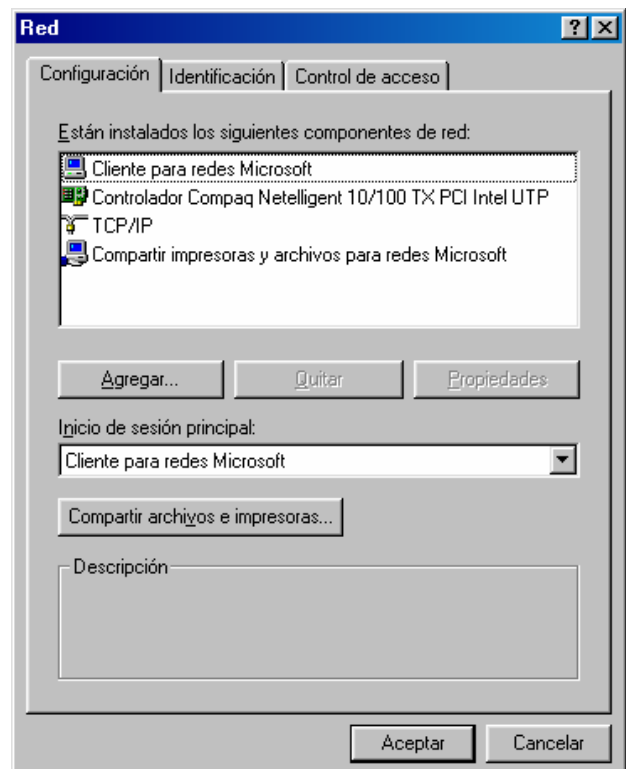 Red
Configuración Identificación Control de acceso
Están instalados los siguientes componentes de red:
Cliente para redes Microsoft
Controlador Compaq Netelligent 10/100 TX PCI Intel UTP
TCP/IP
Compartir impresoras y archivos para redes Microsoft
Agregar... Quitar Propiedades
Inicio de sesión principal:
Cliente para redes Microsoft
Compartir archivos e impresoras...
Descripción
Aceptar Cancelar